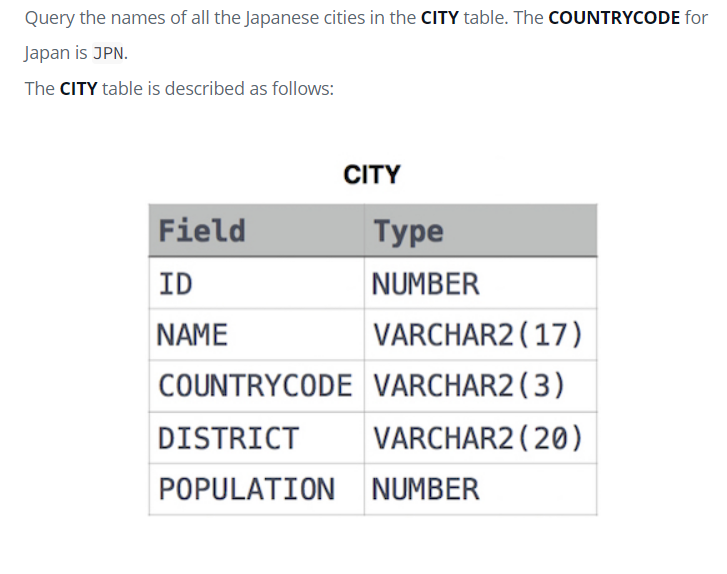 Query the names of all the Japanese cities in the CITY table. The COUNTRYCODE for
Japan is JPN.
The CITY table is described as follows:
CITY
Field Type
ID NUMBER
NAME VARCHAR2(17)
COUNTRYCODE VARCHAR2(3)
DISTRICT VARCHAR2(20)
POPULATION NUMBER